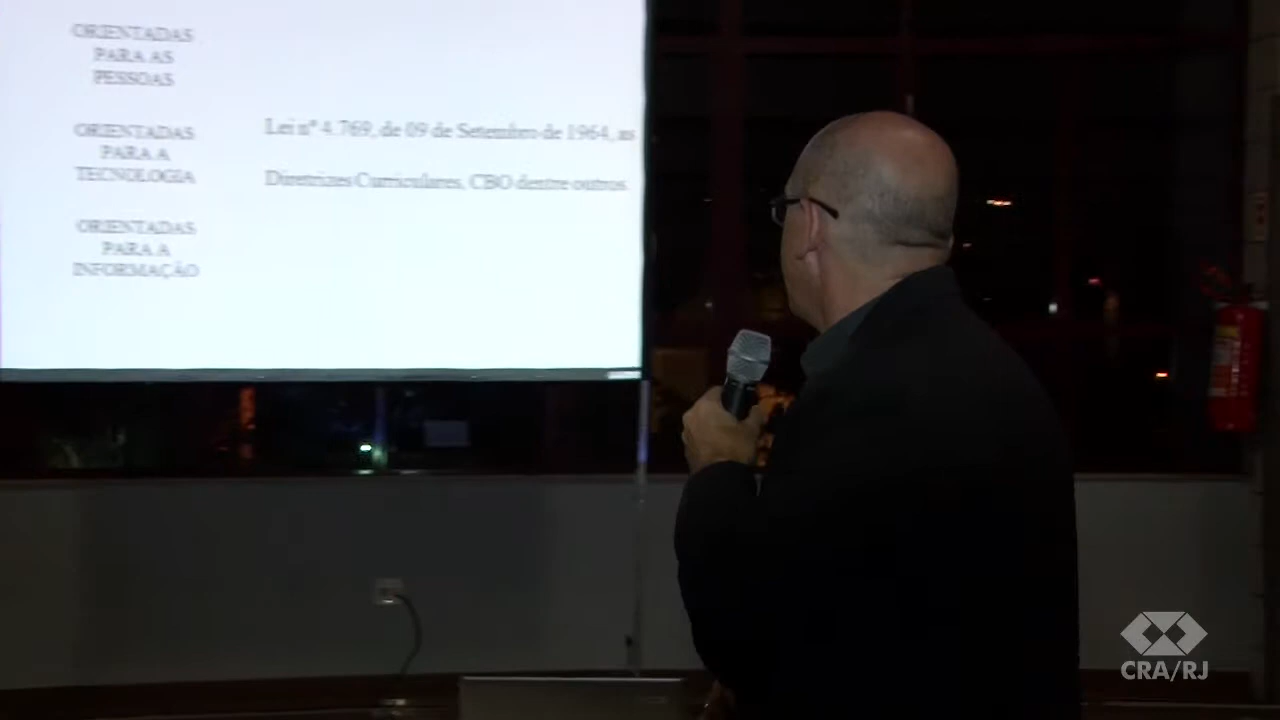 ORIENTADAS
PARA AS
PESSOAS
ORIENTADAS
PARA A
TECNOLOGIA
Lei nº 4.769, de 09 de Setembro de 1964, as
Diretrizes Curriculares, CBO dentre outros.
ORIENTADAS
PARA A
INFORMAÇÃO
CRA/RJ